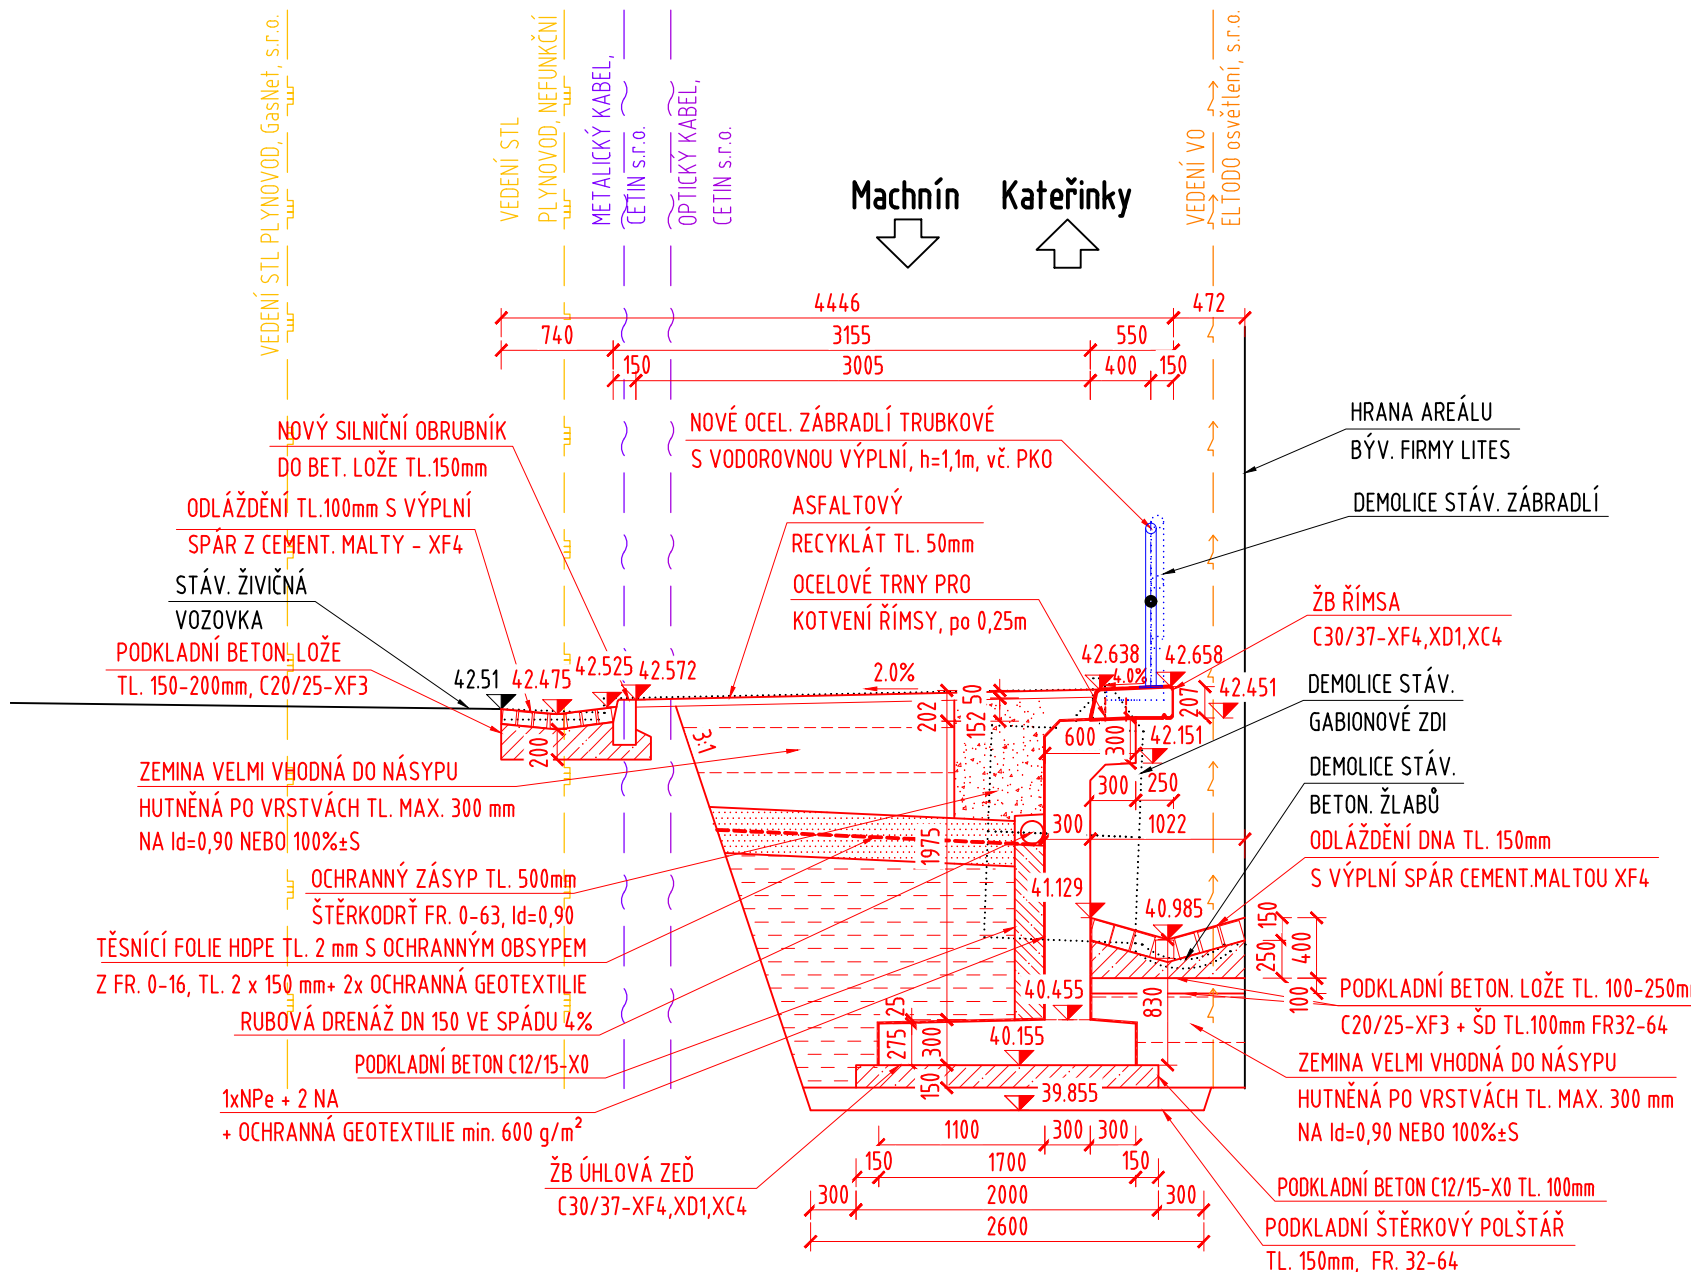 VEDENÍ STL PLYNOVOD, GasNet, s.r.o.
VEDENÍ STL
PLYNOVOD, NEFUNKČNÍ
METALICKÝ KABEL,
CETIN s.r.o.
OPTICKÝ KABEL,
CETIN s.r.o.
VEDENÍ VO
ELTODO osvětlení, s.r.o.
Machnín
Kateřinky
4446
472
740
3155
550
150
3005
400
150
NOVÝ SILNIČNÍ OBRUBNÍK
DO BET. LOŽE TL.150mm
ODLÁŽDĚNÍ TL.100mm S VÝPLNÍ
SPÁR Z CEMENT. MALTY - XF4
STÁV. ŽIVIČNÁ
VOZOVKA
PODKLADNÍ BETON. LOŽE
TL. 150-200mm, C20/25-XF3
NOVÉ OCEL. ZÁBRADLÍ TRUBKOVÉ
S VODOROVNOU VÝPLNÍ, h=1,1m, vč. PKO
ASFALTOVÝ
RECYKLÁT TL. 50mm
OCELOVÉ TRNY PRO
KOTVENÍ ŘÍMSY, po 0,25m
HRANA AREÁLU
BÝV. FIRMY LITES
DEMOLICE STÁV. ZÁBRADLÍ
ŽB ŘÍMSA
C30/37-XF4,XD1,XC4
DEMOLICE STÁV.
GABIONOVÉ ZDI
DEMOLICE STÁV.
BETON. ŽLABŮ
ODLÁŽDĚNÍ DNA TL. 150mm
S VÝPLNÍ SPÁR CEMENT.MALTOU XF4
42.51
42.475
42.525
42.572
2.0%
42.638
4.0%
42.658
42.451
207
202
50
152
600
300
42.151
300
250
200
3:1
1975
300
1022
41.129
40.985
150
250
400
100
830
40.455
25
275
300
150
40.155
39.855
ZEMINA VELMI VHODNÁ DO NÁSYPU
HUTNĚNÁ PO VRSTVÁCH TL. MAX. 300 mm
NA Id=0,90 NEBO 100%±S
OCHRANNÝ ZÁSYP TL. 500mm
ŠTĚRKODRŤ FR. 0-63, Id=0,90
TĚSNÍCÍ FOLIE HDPE TL. 2 mm S OCHRANNÝM OBSYPEM
Z FR. 0-16, TL. 2 x 150 mm+ 2x OCHRANNÁ GEOTEXTILIE
RUBOVÁ DRENÁŽ DN 150 VE SPÁDU 4%
PODKLADNÍ BETON C12/15-X0
1xNPe + 2 NA
+ OCHRANNÁ GEOTEXTILIE min. 600 g/m²
ŽB ÚHLOVÁ ZEĎ
C30/37-XF4,XD1,XC4
PODKLADNÍ BETON. LOŽE TL. 100-250m
C20/25-XF3 + ŠD TL.100mm FR32-64
ZEMINA VELMI VHODNÁ DO NÁSYPU
HUTNĚNÁ PO VRSTVÁCH TL. MAX. 300 mm
NA Id=0,90 NEBO 100%±S
PODKLADNÍ BETON C12/15-X0 TL. 100mm
PODKLADNÍ ŠTĚRKOVÝ POLŠTÁŘ
TL. 150mm, FR. 32-64
1100
300
300
150
1700
150
300
2000
300
2600